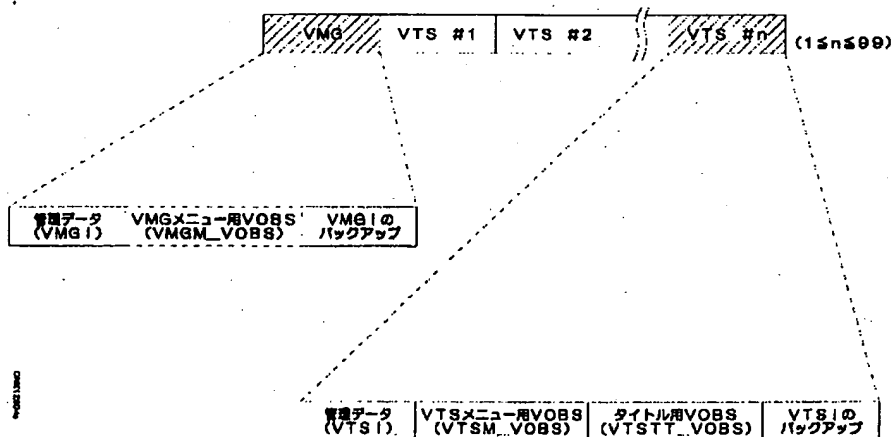 VMG VTS #1 VTS #2 VTS #n (1≦n≦99)
管理データ VMGメニュー用VOBS VMGIの
(VMGI) (VMGM_VOBS) バックアップ
管理データ VTSメニュー用VOBS タイトル用VOBS VTSIの
(VTSI) (VTSM_VOBS) (VTSTT_VOBS) バックアップ